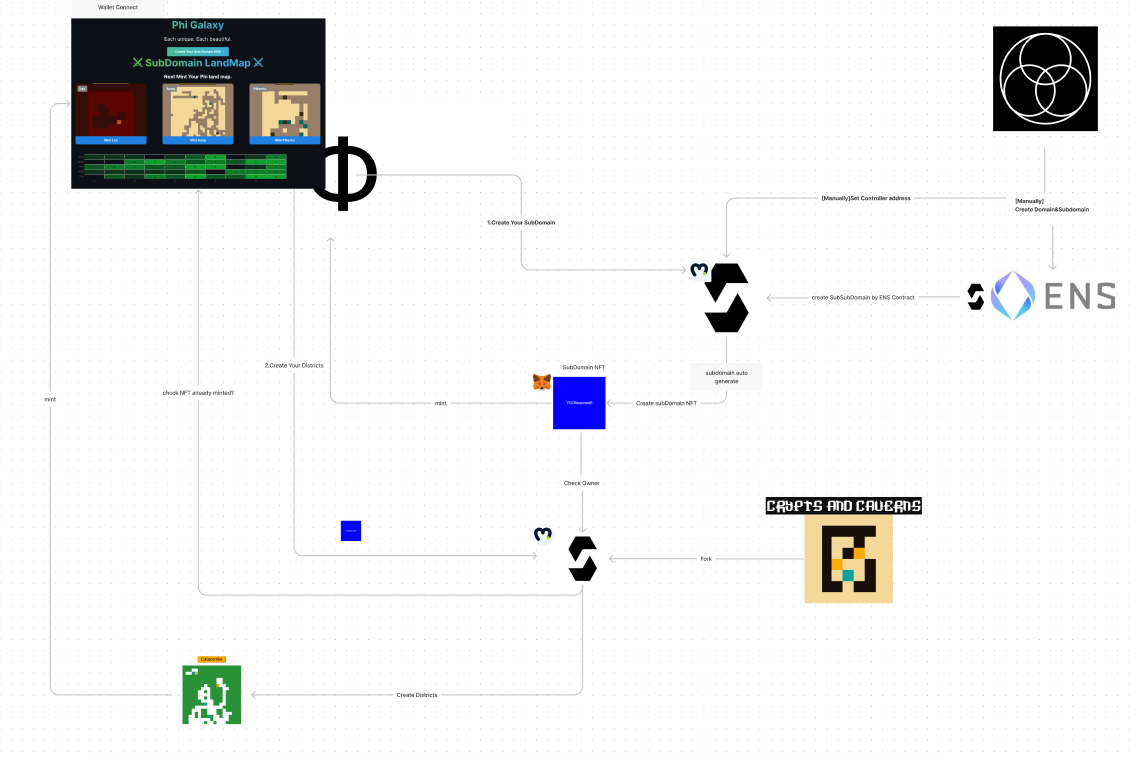 Wallet Connect
Phi Galaxy
Each unique. Each beautiful.
Create Your Sub Domain ENS
SubDomain LandMap
Next Mint Your Phi land map.
Mint Leo
Mint Kong
Pikachu
Mint Pikachu
Φ
1.Create Your SubDomain
[Manually]Set Controller address
[Manually]
Create Domain&Subdomain
create SubSubDomain by ENS Contract
ENS
subdomain auto
generate
SubDomain NFT
2.Create Your Districts
mint
Create subDomain NFT
check NFT already minted?
mint
Check Owner
CRYPTS AND CAVERNS
Fork
Create Districts